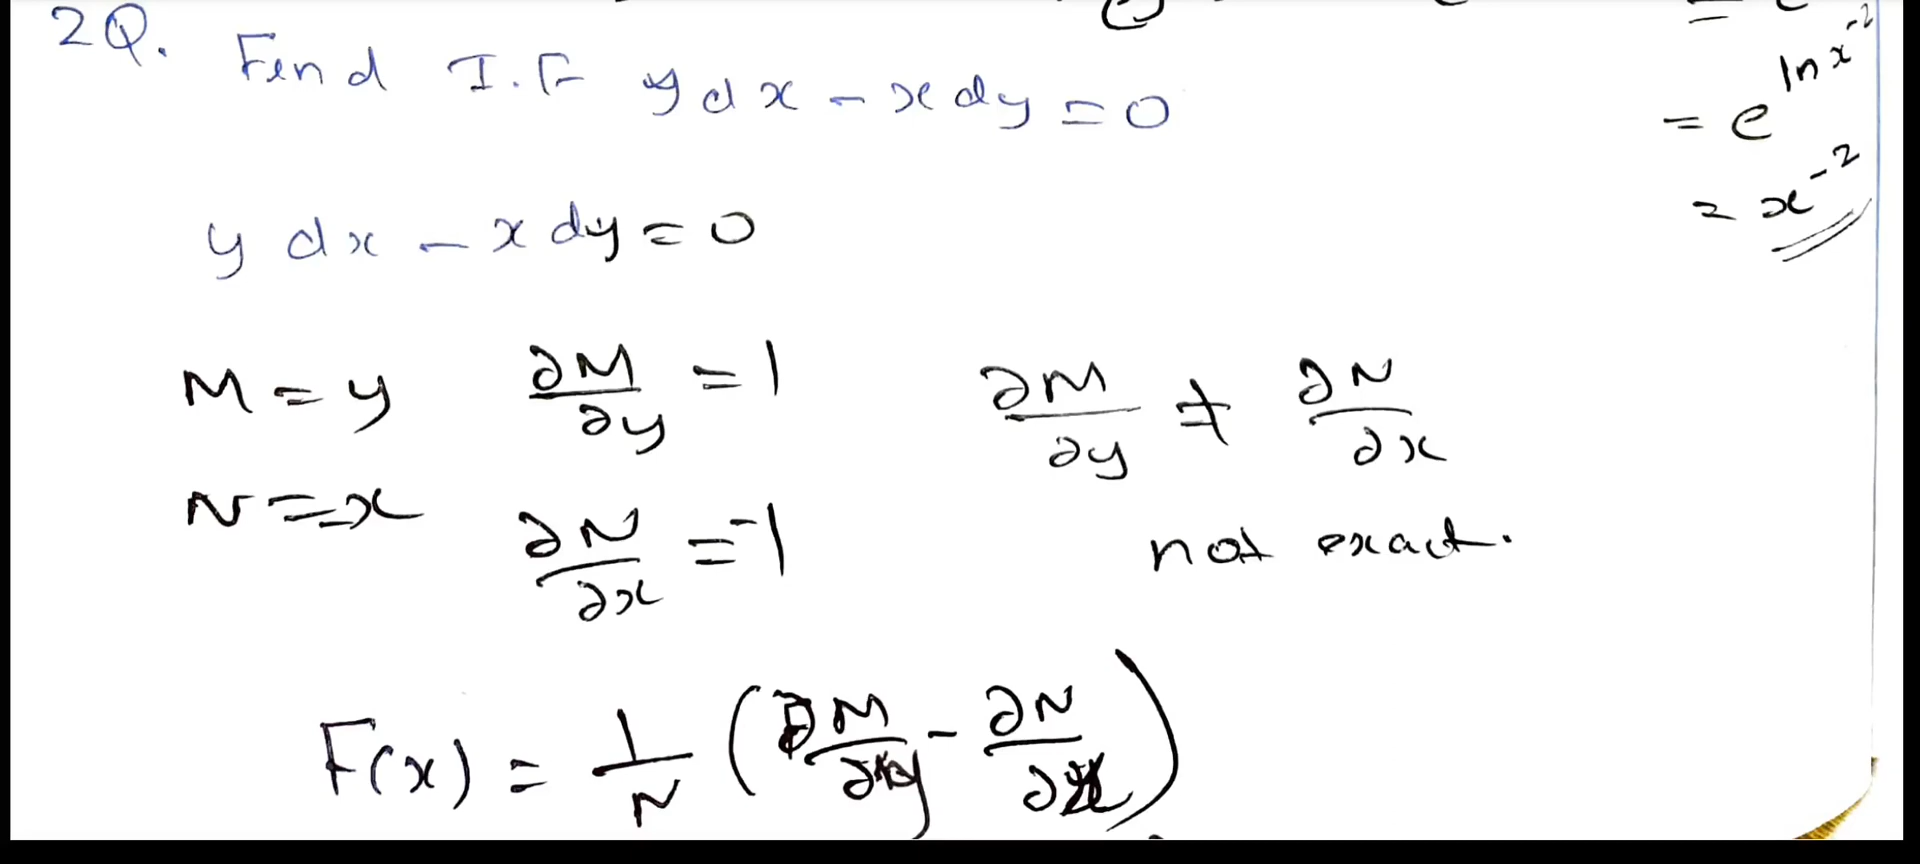 2Q. Find I.F y dx - x dy = 0
= e^{ln x^{-2}}
= x^{-2}
y dx - x dy = 0
M = y ∂M/∂y = 1 ∂M/∂y ≠ ∂N/∂x
N = -x ∂N/∂x = -1 not exact.
F(x) = 1/N (∂M/∂y - ∂N/∂x)